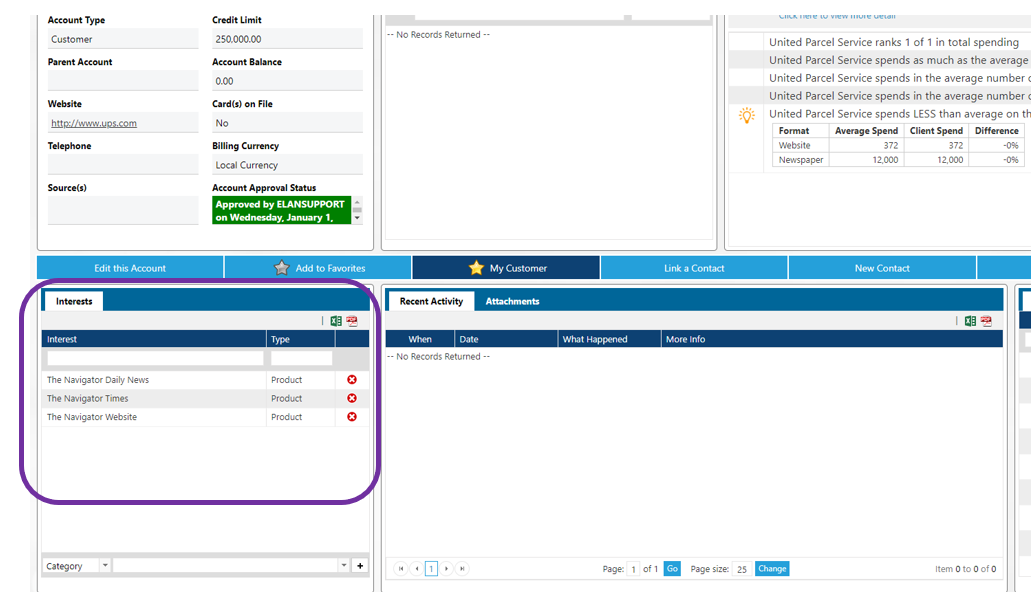 Account Type
Credit Limit
Customer
250,000.00
Parent Account
Account Balance
0.00
Website
Card(s) on File
http://www.ups.com
No
Telephone
Billing Currency
Local Currency
Source(s)
Account Approval Status
Approved by ELANSUPPORT
on Wednesday, January 1,
-- No Records Returned --
Click here to view more detail
United Parcel Service ranks 1 of 1 in total spending
United Parcel Service spends as much as the average
United Parcel Service spends in the average number
United Parcel Service spends in the average number
United Parcel Service spends LESS than average on
Format Average Spend Client Spend Difference
Website 372 372 -0%
Newspaper 12,000 12,000 -0%
Edit this Account
Add to Favorites
My Customer
Link a Contact
New Contact
Interests
PDF
Interest Type
The Navigator Daily News Product
The Navigator Times Product
The Navigator Website Product
Category
+
Recent Activity Attachments
PDF
When Date What Happened More Info
-- No Records Returned --
1
Page: 1 of 1 Go Page size: 25 Change
Item 0 to 0 of 0